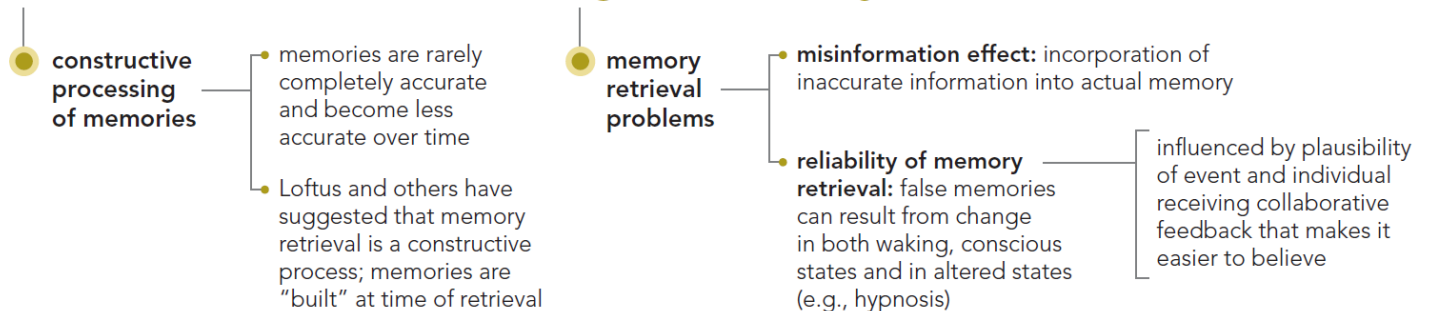 constructive
processing
of memories
memories are rarely
completely accurate
and become less
accurate over time
Loftus and others have
suggested that memory
retrieval is a constructive
process; memories are
“built” at time of retrieval
memory
retrieval
problems
misinformation effect: incorporation of
inaccurate information into actual memory
reliability of memory
retrieval: false memories
can result from change
in both waking, conscious
states and in altered states
(e.g., hypnosis)
influenced by plausibility
of event and individual
receiving collaborative
feedback that makes it
easier to believe